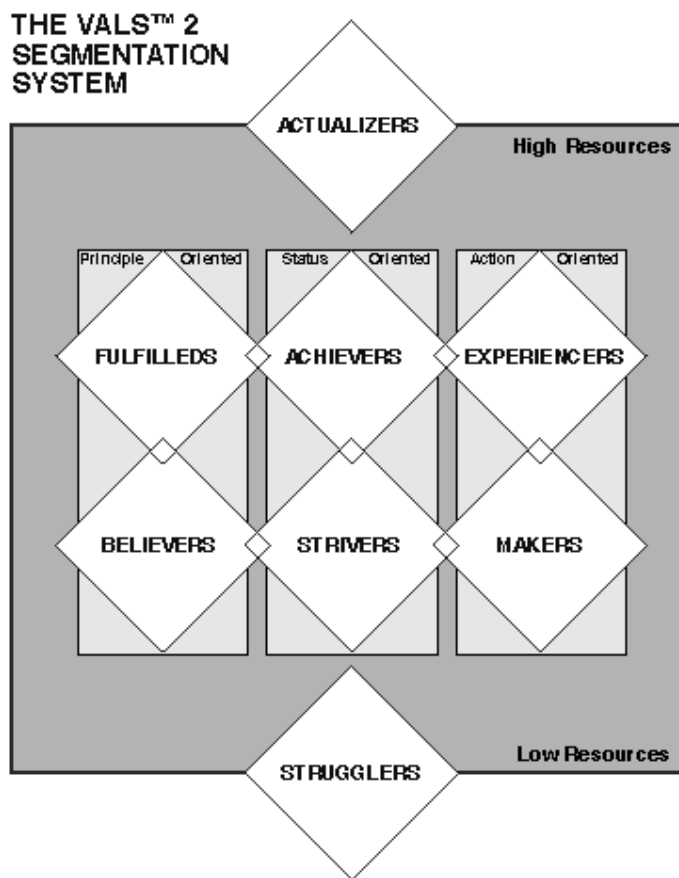 THE VALS™ 2
SEGMENTATION
SYSTEM
ACTUALIZERS
High Resources
Principle Oriented Status Oriented Action Oriented
FULFILLEDS ACHIEVERS EXPERIENCERS
BELIEVERS STRIVERS MAKERS
Low Resources
STRUGGLERS